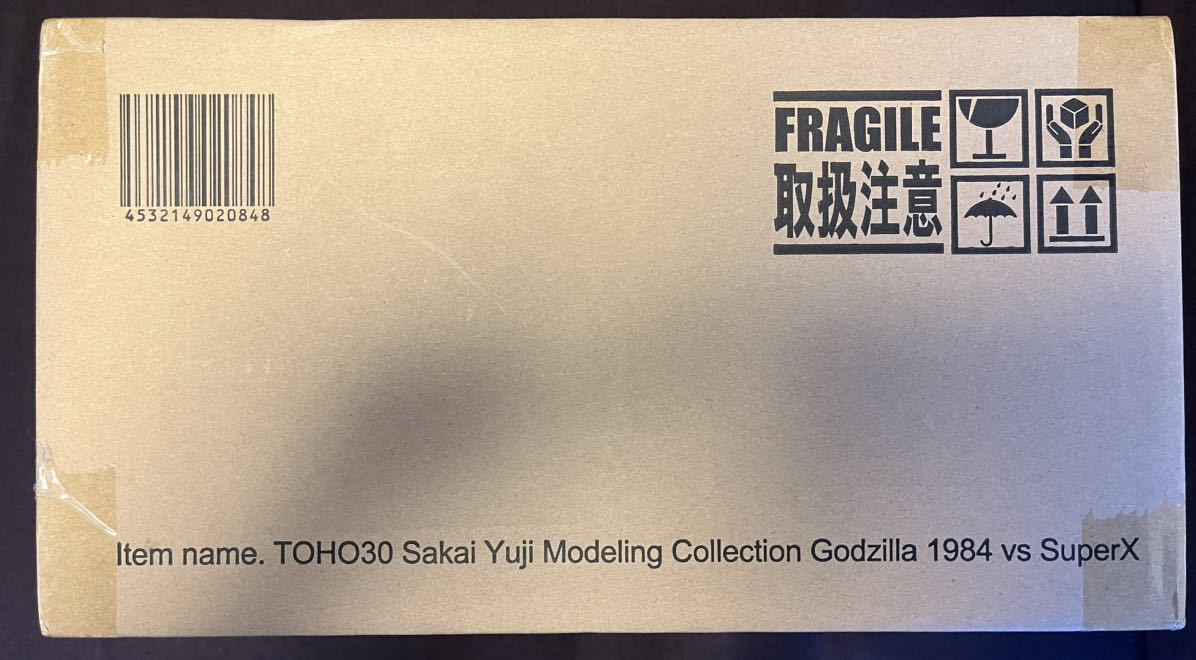 4532149020848
FRAGILE
取扱注意
Item name. TOHO30 Sakai Yuji Modeling Collection Godzilla 1984 vs SuperX